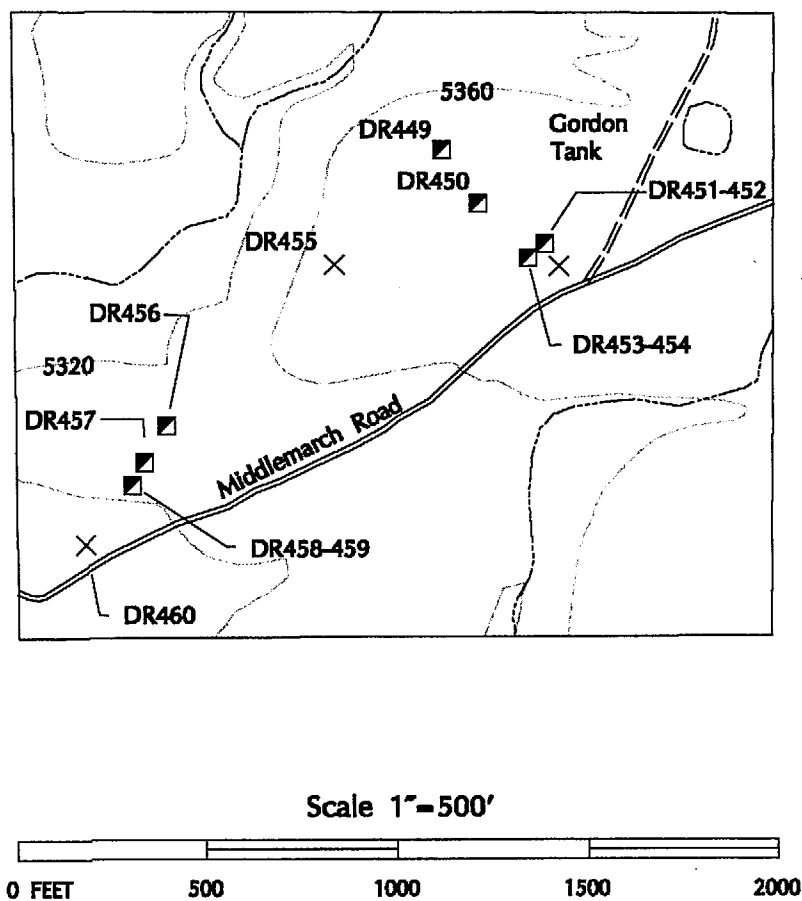 5360
DR449
Gordon
Tank
DR450
DR451-452
DR455
DR456
DR453-454
5320
DR457
Middlemarch Road
DR458-459
DR460
Scale 1"=500'
0 FEET 500 1000 1500 2000